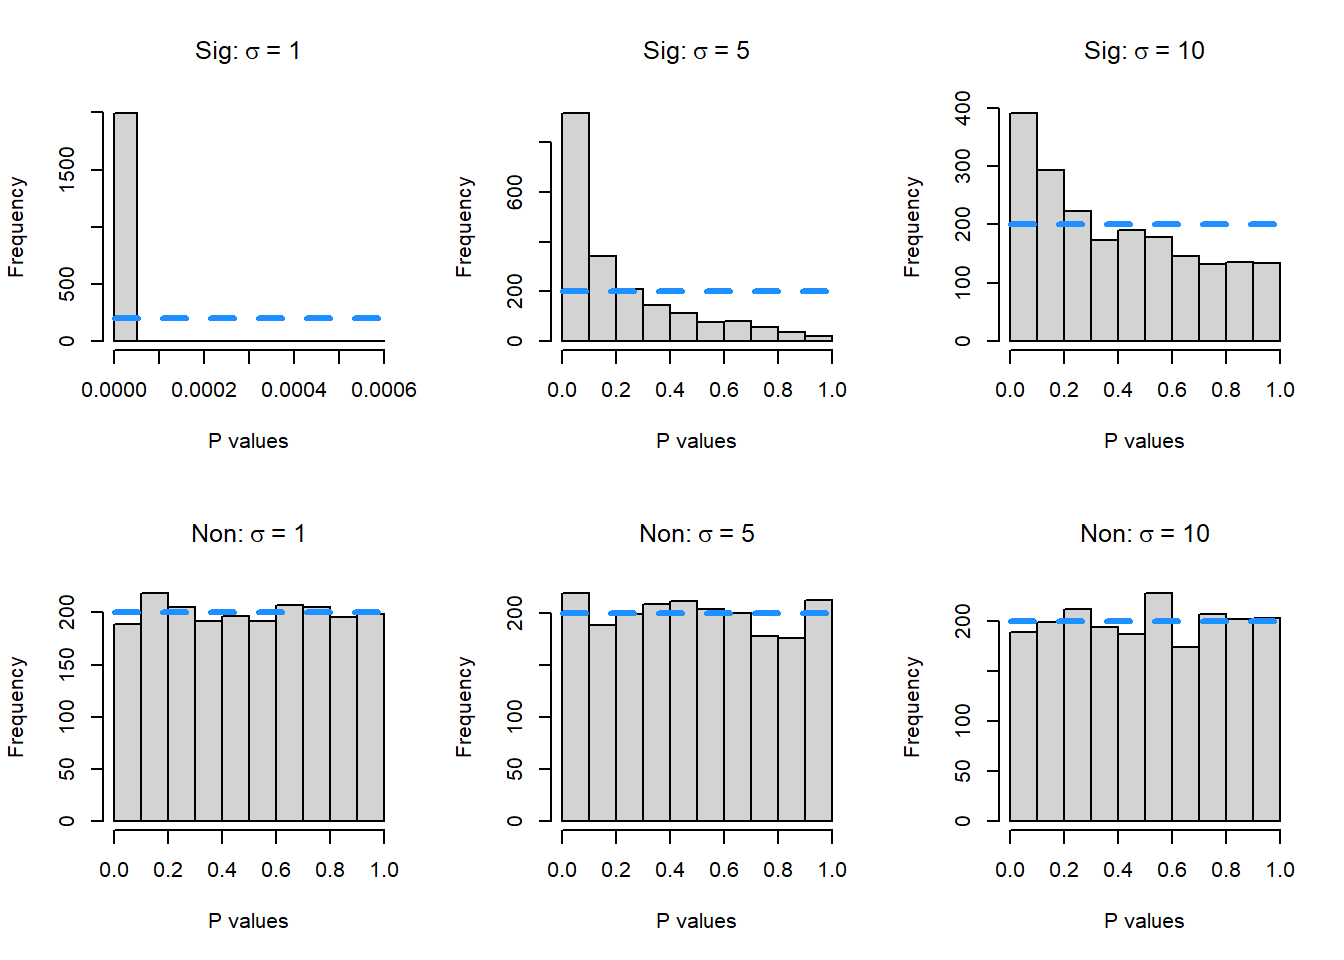 Sig: σ = 1
Frequency
1500
500
0
0.0000 0.0002 0.0004 0.0006
P values
Sig: σ = 5
Frequency
600
200
0
0.0 0.2 0.4 0.6 0.8 1.0
P values
Sig: σ = 10
Frequency
400
300
200
100
0
0.0 0.2 0.4 0.6 0.8 1.0
P values
Non: σ = 1
Frequency
200
150
100
50
0
0.0 0.2 0.4 0.6 0.8 1.0
P values
Non: σ = 5
Frequency
200
100
50
0
0.0 0.2 0.4 0.6 0.8 1.0
P values
Non: σ = 10
Frequency
200
100
50
0
0.0 0.2 0.4 0.6 0.8 1.0
P values